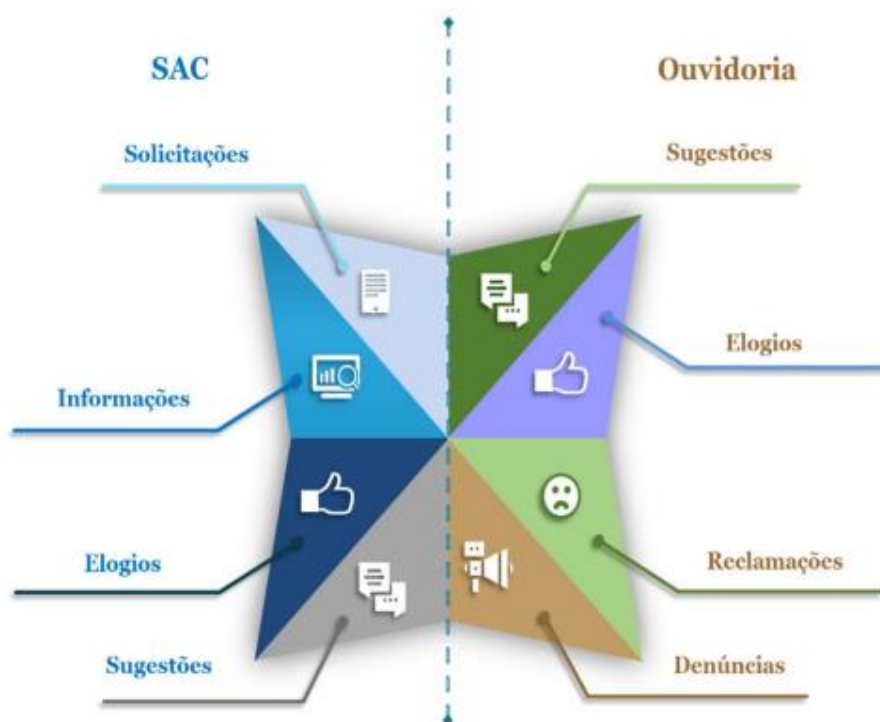 SAC
Ouvidoria
Solicitações
Sugestões
Informações
Elogios
Elogios
Reclamações
Sugestões
Denúncias